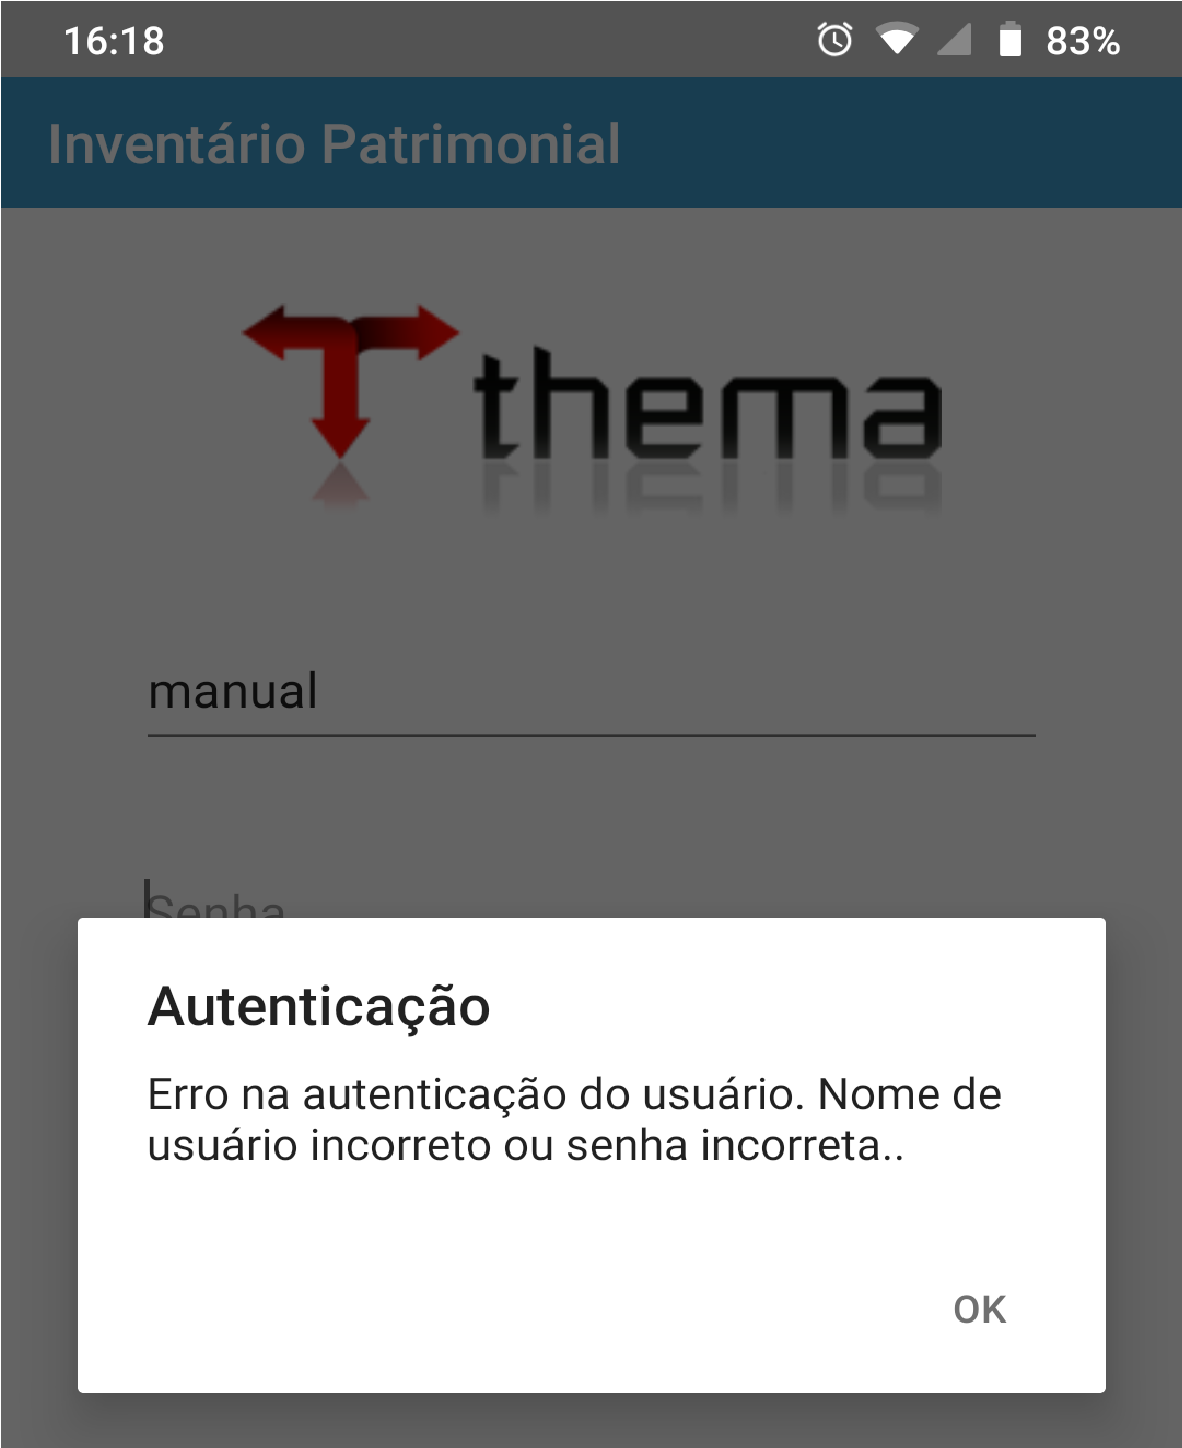 16:18 83%
Inventário Patrimonial
thema
manual
Senha
Autenticação
Erro na autenticação do usuário. Nome de
usuário incorreto ou senha incorreta..
OK